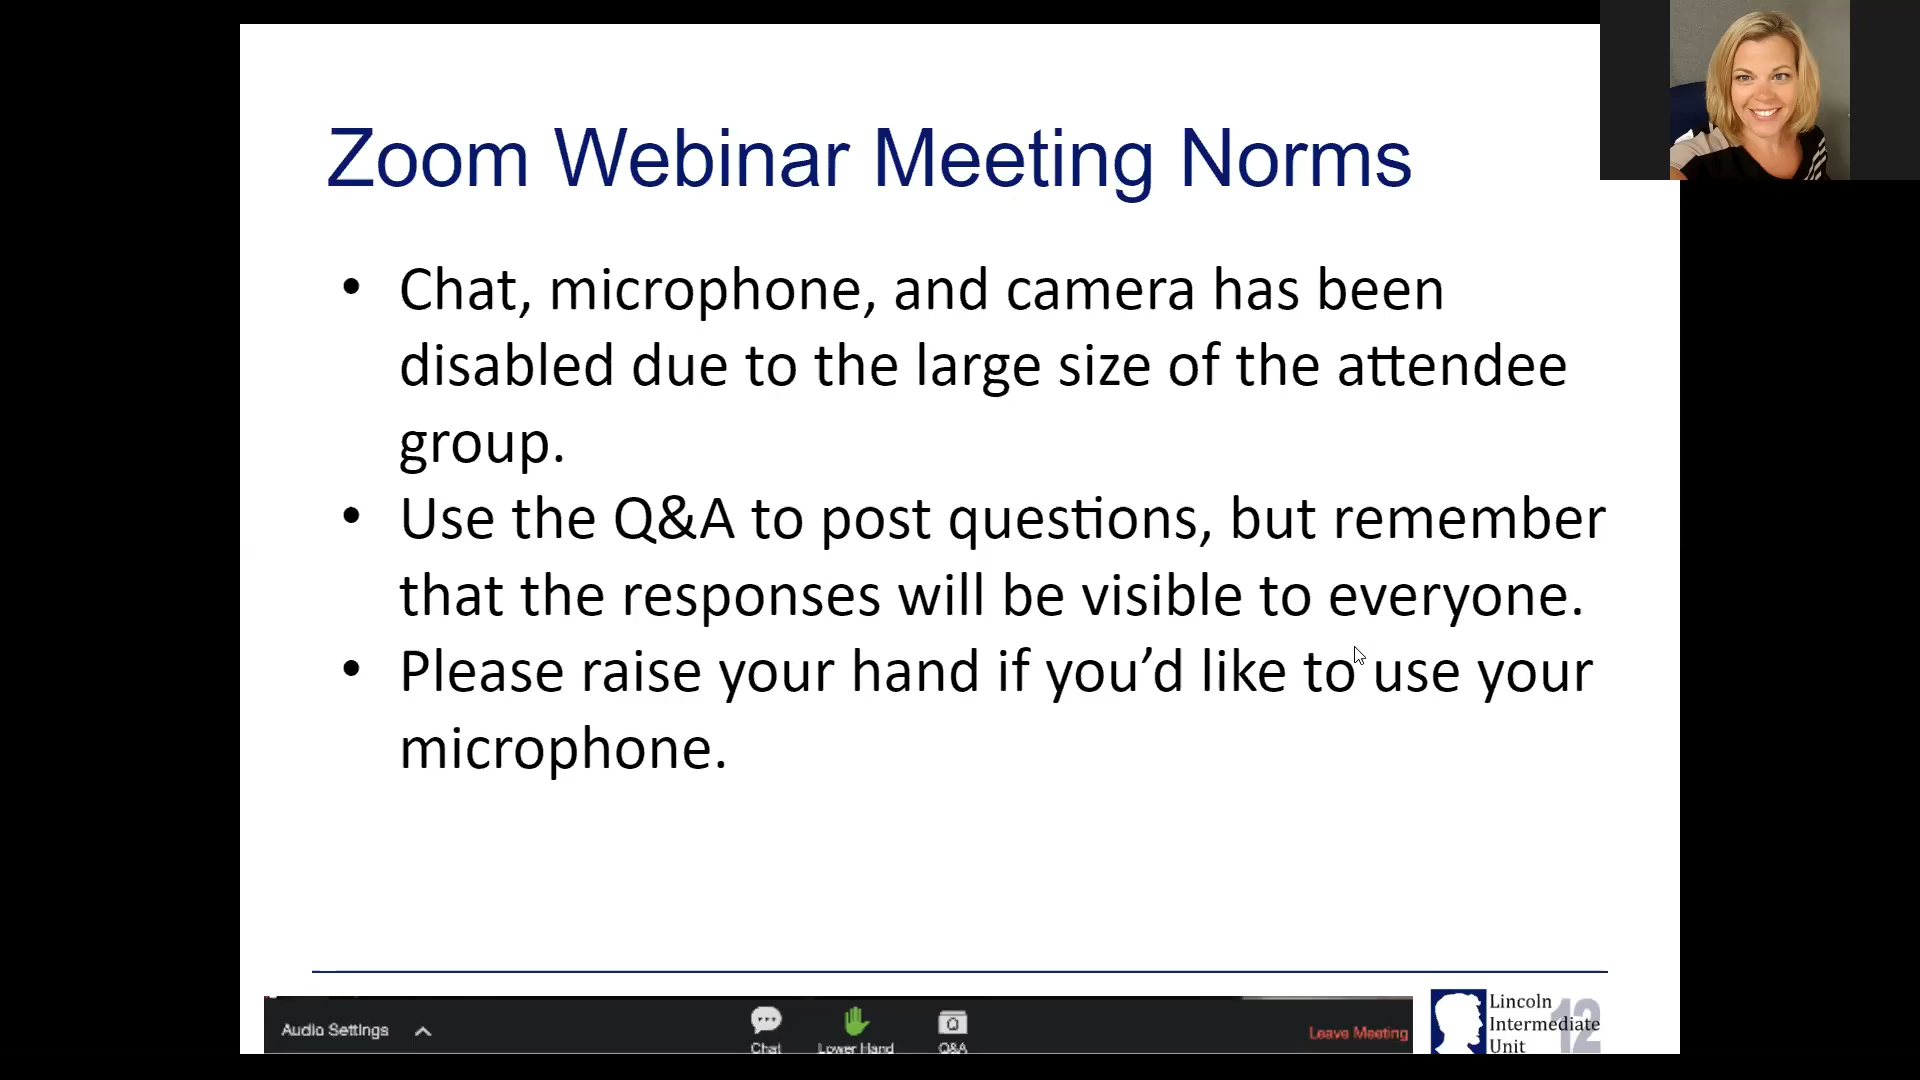 Zoom Webinar Meeting Norms
• Chat, microphone, and camera has been
disabled due to the large size of the attendee
group.
• Use the Q&A to post questions, but remember
that the responses will be visible to everyone.
• Please raise your hand if you’d like to use your
microphone.
Audio Settings
Chat
Lower Hand
Q&A
Leave Meeting
Lincoln
Intermediate
Unit
12